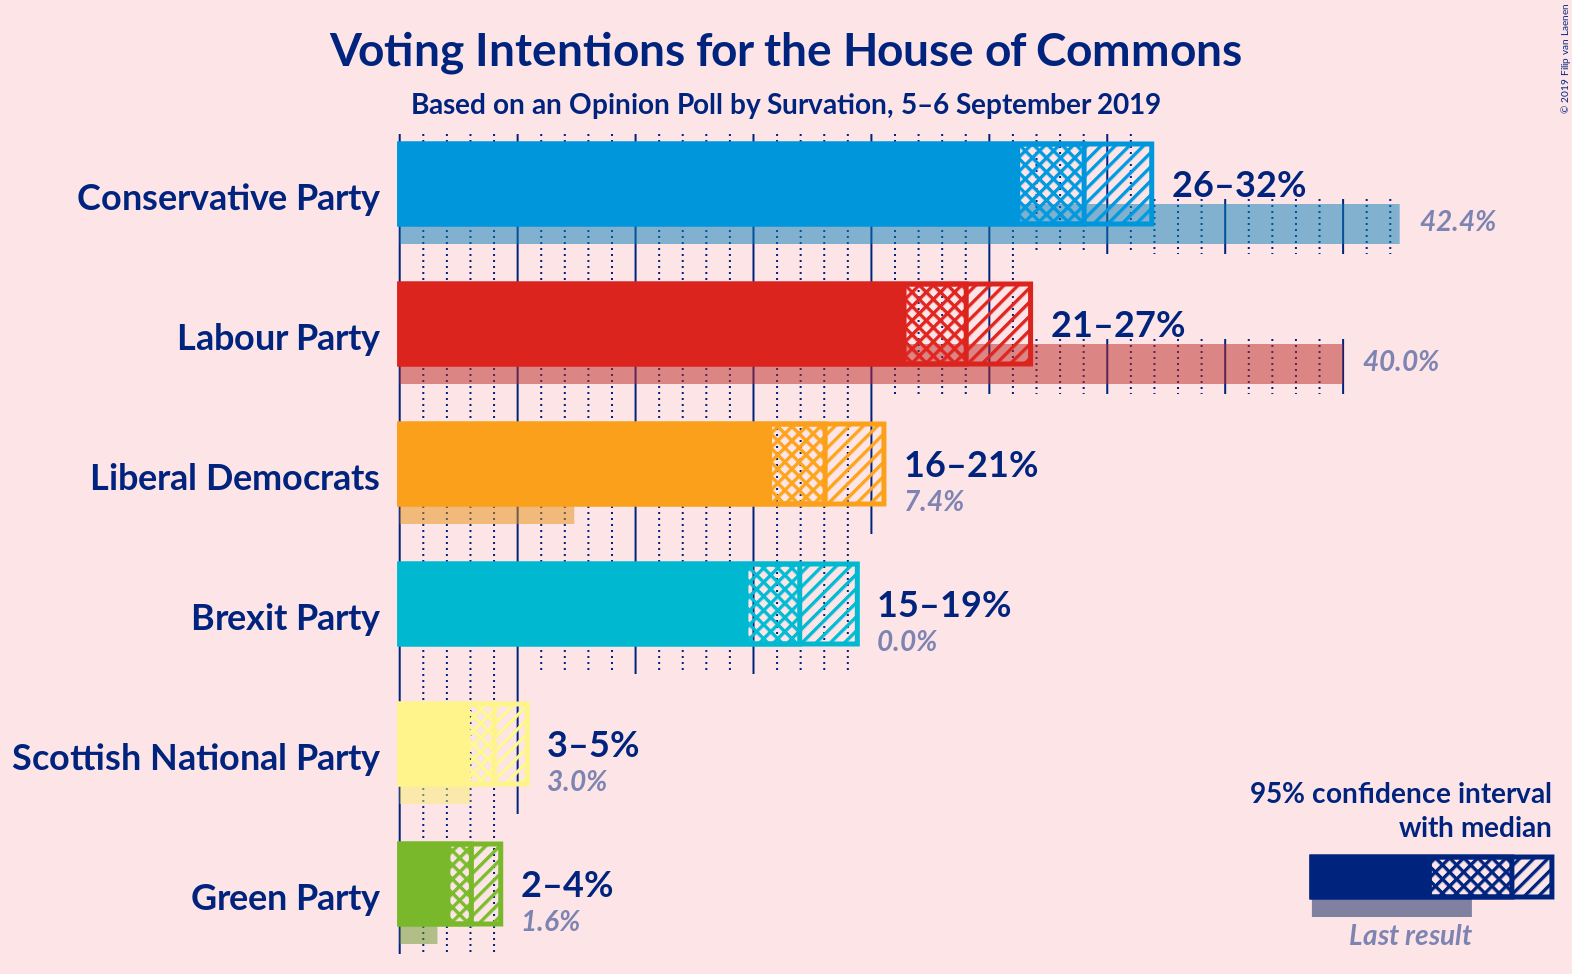 Voting Intentions for the House of Commons
Based on an Opinion Poll by Survation, 5–6 September 2019
© 2019 Filip van Laenen
Conservative Party
26–32%
42.4%
Labour Party
21–27%
40.0%
Liberal Democrats
16–21%
7.4%
Brexit Party
15–19%
0.0%
Scottish National Party
3–5%
3.0%
Green Party
2–4%
1.6%
95% confidence interval
with median
Last result